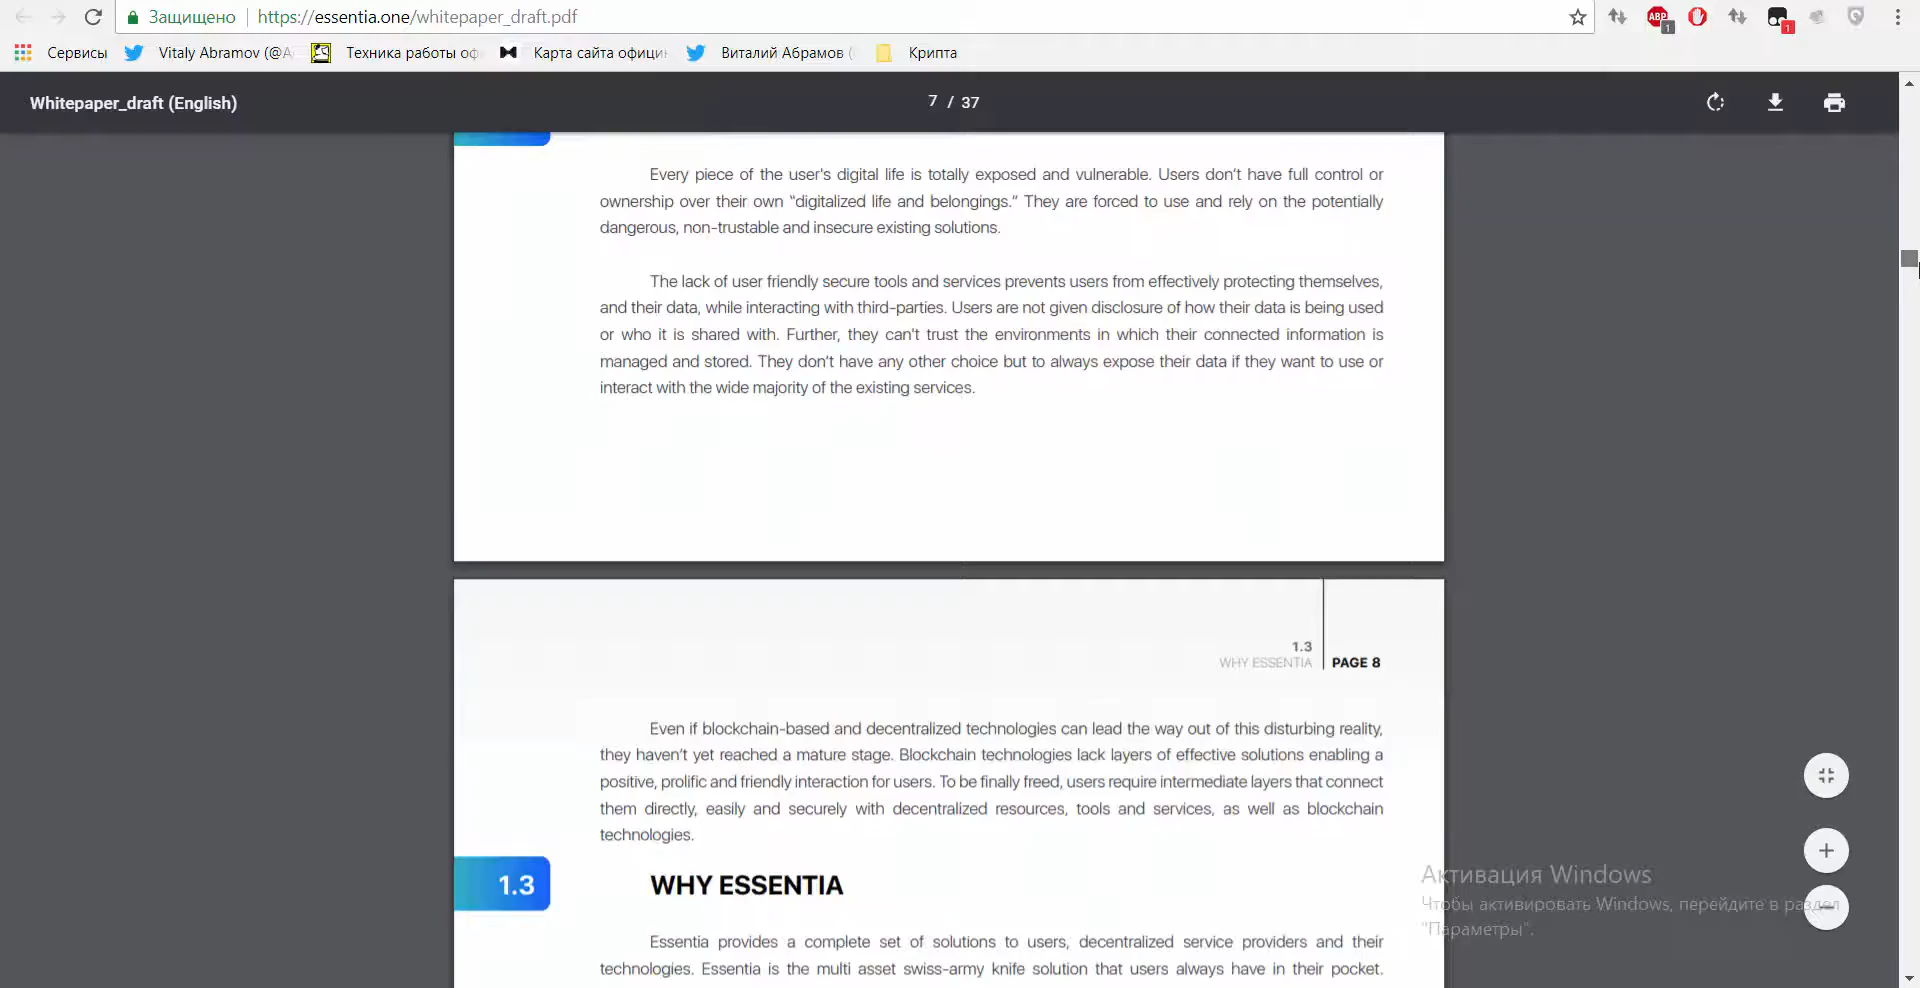 Защищено
https://essentia.one/whitepaper_draft.pdf
ABP
1
1
Сервисы
Vitaly Abramov (@A
Техника работы оф
Карта сайта официн
Виталий Абрамов (
Крипта
Whitepaper_draft (English)
7 / 37
Every piece of the user's digital life is totally exposed and vulnerable. Users don't have full control or
ownership over their own “digitalized life and belongings.” They are forced to use and rely on the potentially
dangerous, non-trustable and insecure existing solutions.
The lack of user friendly secure tools and services prevents users from effectively protecting themselves,
and their data, while interacting with third-parties. Users are not given disclosure of how their data is being used
or who it is shared with. Further, they can't trust the environments in which their connected information is
managed and stored. They don't have any other choice but to always expose their data if they want to use or
interact with the wide majority of the existing services.
1.3
WHY ESSENTIA
PAGE 8
Even if blockchain-based and decentralized technologies can lead the way out of this disturbing reality,
they haven't yet reached a mature stage. Blockchain technologies lack layers of effective solutions enabling a
positive, prolific and friendly interaction for users. To be finally freed, users require intermediate layers that connect
them directly, easily and securely with decentralized resources, tools and services, as well as blockchain
technologies.
1.3
WHY ESSENTIA
Essentia provides a complete set of solutions to users, decentralized service providers and their
technologies. Essentia is the multi asset swiss-army knife solution that users always have in their pocket.
Активация Windows
Чтобы активировать Windows, перейдите в раздел
"Параметры".